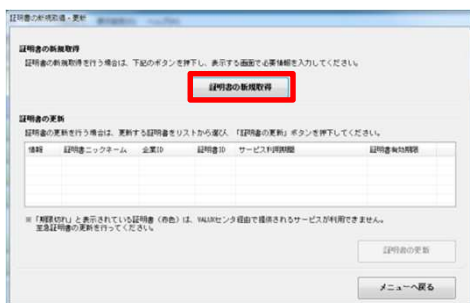 証明書の新規取得・更新
証明書の新規取得
証明書の新規取得を行う場合は、下記のボタンを押下し、表示する画面で必要情報を入力してください。
証明書の新規取得
証明書の更新
証明書の更新を行う場合は、更新する証明書をリストから選び、「証明書の更新」ボタンを押下してください。
情報 証明書ニックネーム 企業ID 証明書ID サービス利用期間 証明書有効期限
※「期限切れ」と表示されている証明書（赤色）は、VALUXセンタ経由で提供されるサービスが利用できません。
至急証明書の更新を行ってください。
証明書の更新
メニューへ戻る